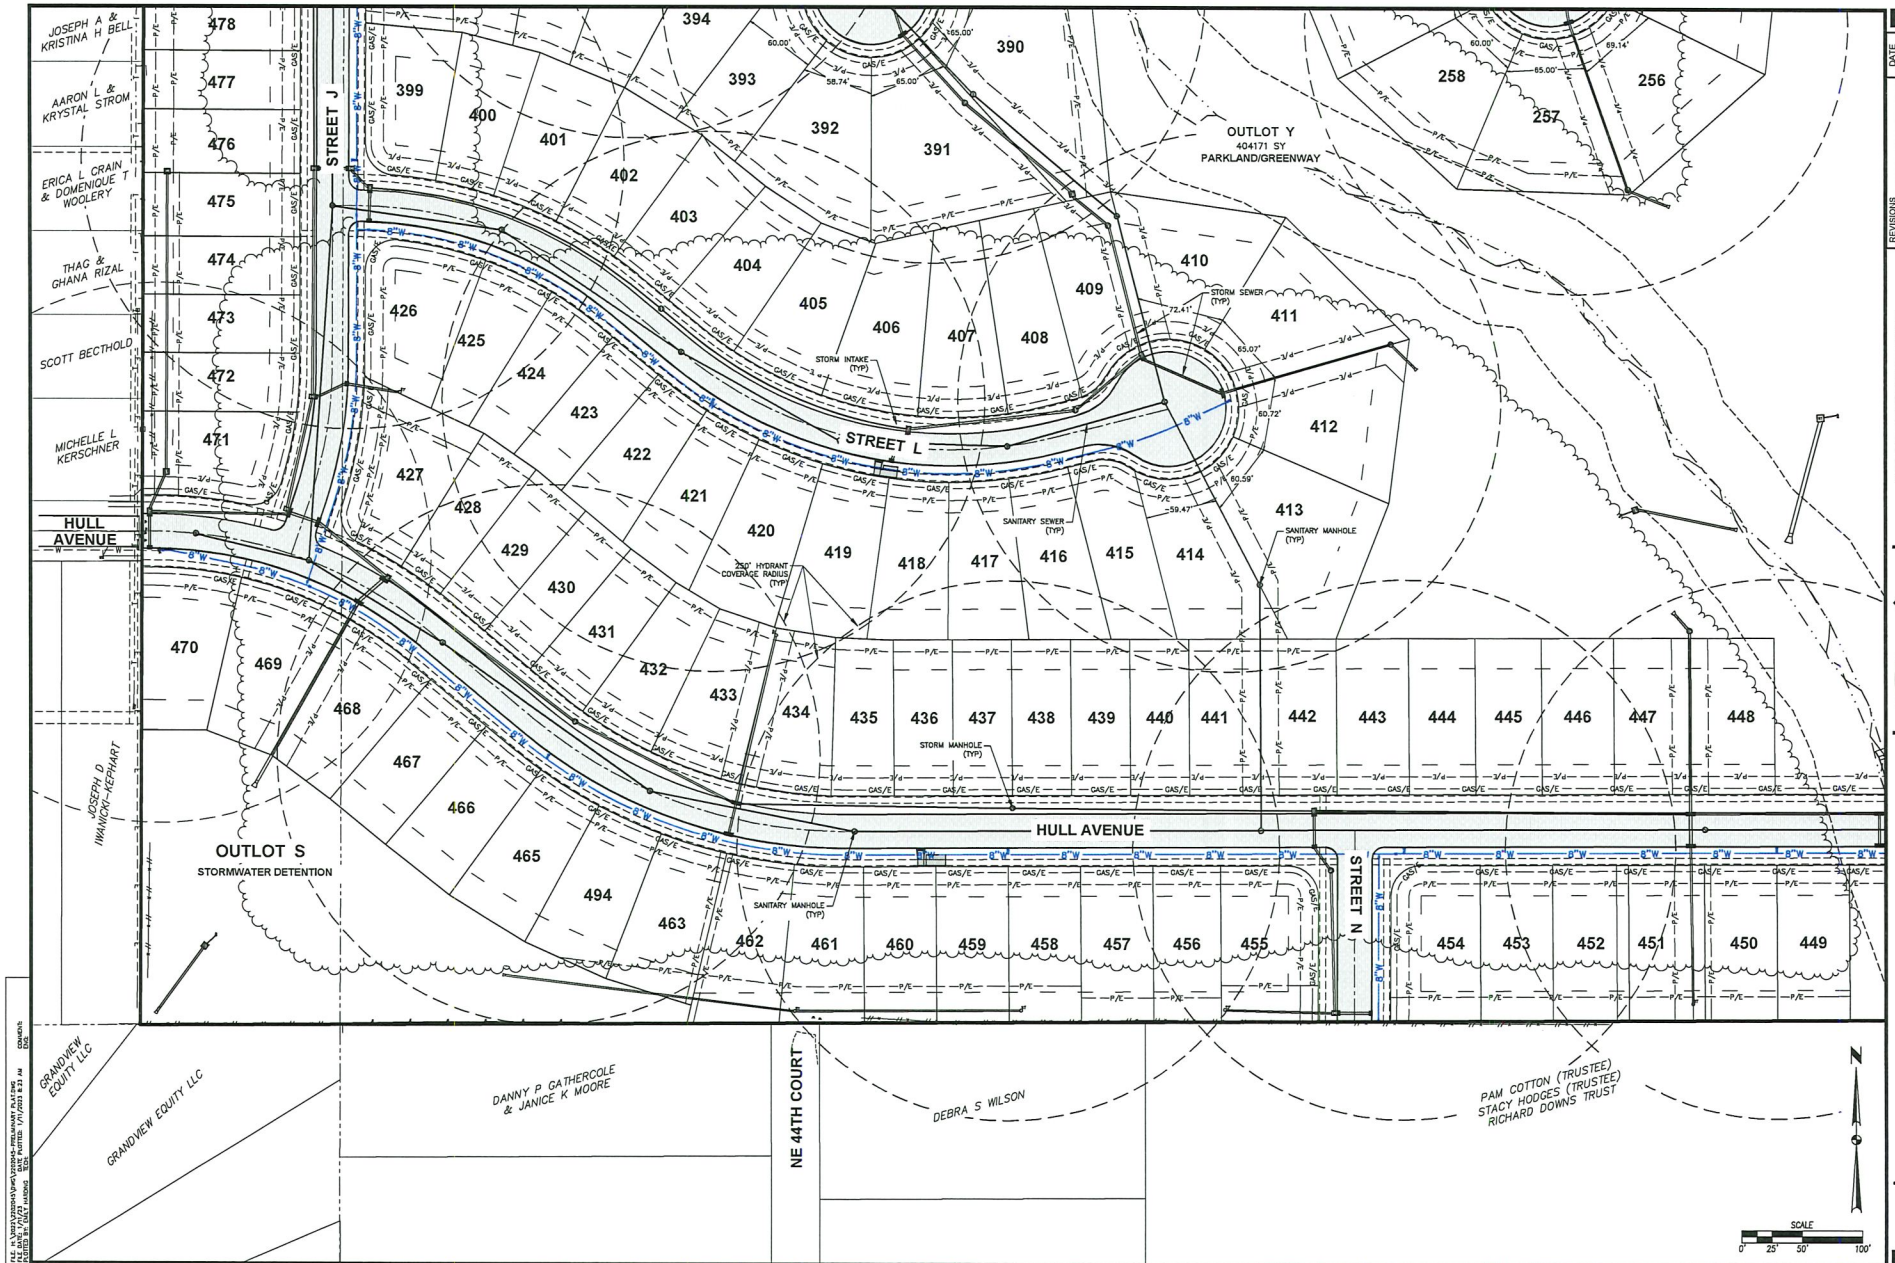 JOSEPH A &
KRISTINA H BELL
AARON L &
KRYSTAL STROM
ERICA L CRAIN
& DOMENIQUE T
WOOLERY
THAG &
GHANA RIZAL
SCOTT BECTHOLD
MICHELLE L
KERSCHNER
HULL
AVENUE
JOSEPH D
IWANICKI-KEPHART
478
477
476
475
474
473
472
471
STREET J
394
393
392
391
390
399
400
401
402
403
404
405
406
407
408
409
410
411
412
413
60.00'
58.74'
65.00'
65.00'
OUTLOT Y
404171 SY
PARKLAND/GREENWAY
258
257
256
60.00'
65.00'
69.14'
STORM SEWER
(TYP)
72.41'
65.07'
60.72'
60.59'
59.47'
STORM INTAKE
(TYP)
STREET L
SANITARY SEWER
(TYP)
SANITARY MANHOLE
(TYP)
426
425
424
423
422
421
420
419
418
417
416
415
414
427
428
429
430
431
432
433
434
250' HYDRANT
COVERAGE RADIUS
(TYP)
435
436
437
438
439
440
441
442
443
444
445
446
447
448
STORM MANHOLE
(TYP)
HULL AVENUE
STREET N
470
469
468
467
466
465
494
463
462
461
460
459
458
457
456
455
454
453
452
451
450
449
SANITARY MANHOLE
(TYP)
OUTLOT S
STORMWATER DETENTION
8"W
GAS/E
P/E
GRANDVIEW
EQUITY LLC
GRANDVIEW EQUITY LLC
DANNY P GATHERCOLE
& JANICE K MOORE
NE 44TH COURT
DEBRA S WILSON
PAM COTTON (TRUSTEE)
STACY HODGES (TRUSTEE)
RICHARD DOWNS TRUST
N
SCALE
0' 25' 50' 100'
DATE
REVISIONS